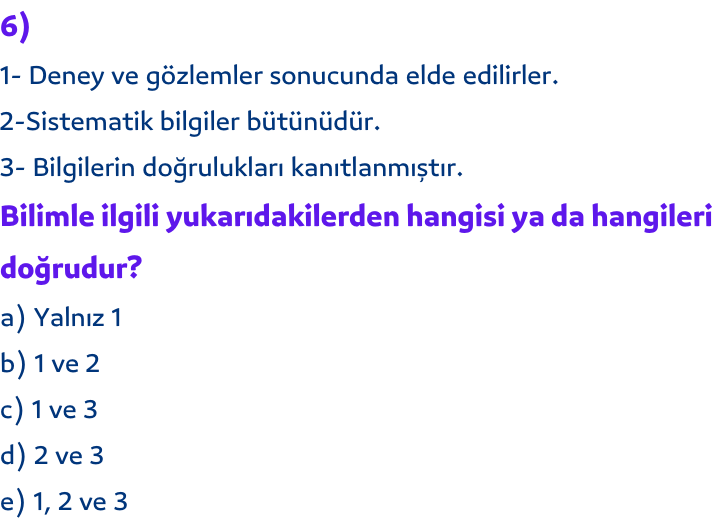 6)
1- Deney ve gözlemler sonucunda elde edilirler.
2-Sistematik bilgiler bütünüdür.
3- Bilgilerin doğrulukları kanıtlanmıştır.
Bilimle ilgili yukarıdakilerden hangisi ya da hangileri
doğrudur?
a) Yalnız 1
b) 1 ve 2
c) 1 ve 3
d) 2 ve 3
e) 1, 2 ve 3